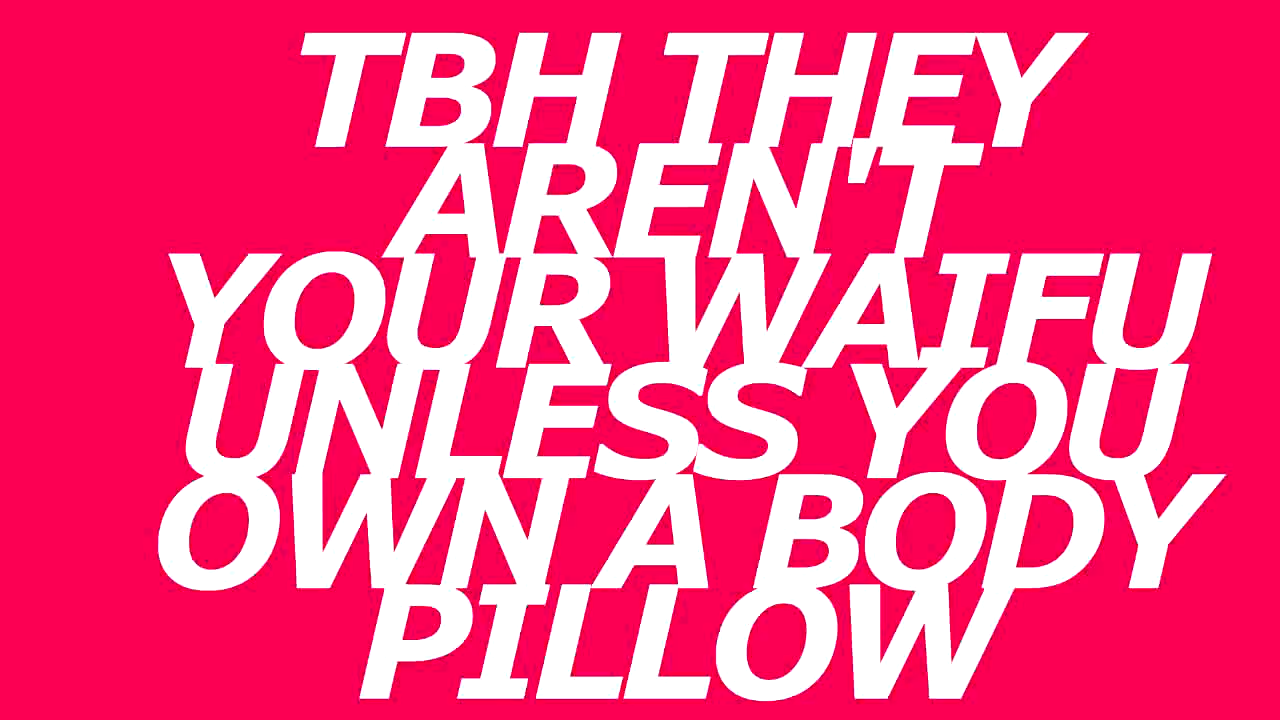 TBH THEY
AREN'T
YOUR WAIFU
UNLESS YOU
OWN A BODY
PILLOW